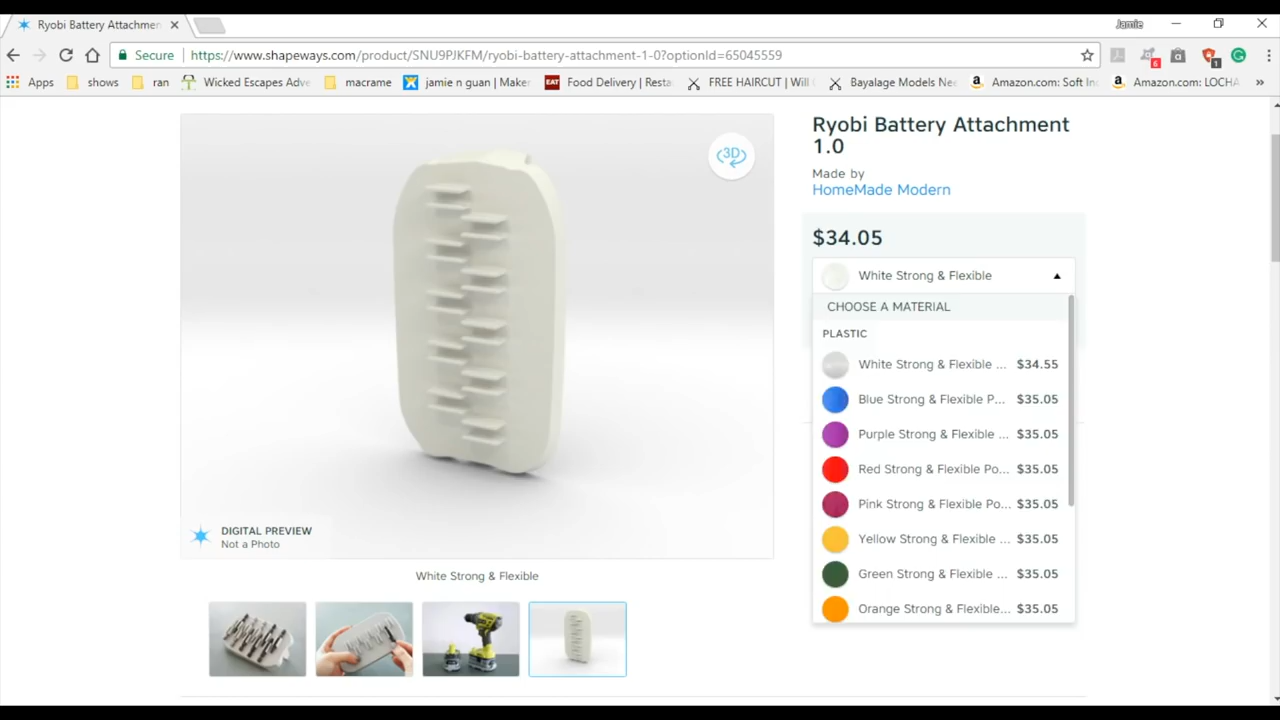 Ryobi Battery Attachmen
Jamie
Secure
https://www.shapeways.com/product/SNU9PJKFM/ryobi-battery-attachment-1-0?optionId=65045559
6
1
Apps
shows
ran
Wicked Escapes Adve
macrame
jamie n guan | Maker
EAT
Food Delivery | Resta
FREE HAIRCUT | Will
Bayalage Models Nee
Amazon.com: Soft Inc
Amazon.com: LOCHA
»
3D
Ryobi Battery Attachment
1.0
Made by
HomeMade Modern
$34.05
White Strong & Flexible
CHOOSE A MATERIAL
PLASTIC
White Strong & Flexible ... $34.55
Blue Strong & Flexible P... $35.05
Purple Strong & Flexible ... $35.05
Red Strong & Flexible Po... $35.05
Pink Strong & Flexible Po... $35.05
Yellow Strong & Flexible ... $35.05
Green Strong & Flexible ... $35.05
Orange Strong & Flexible... $35.05
DIGITAL PREVIEW
Not a Photo
White Strong & Flexible